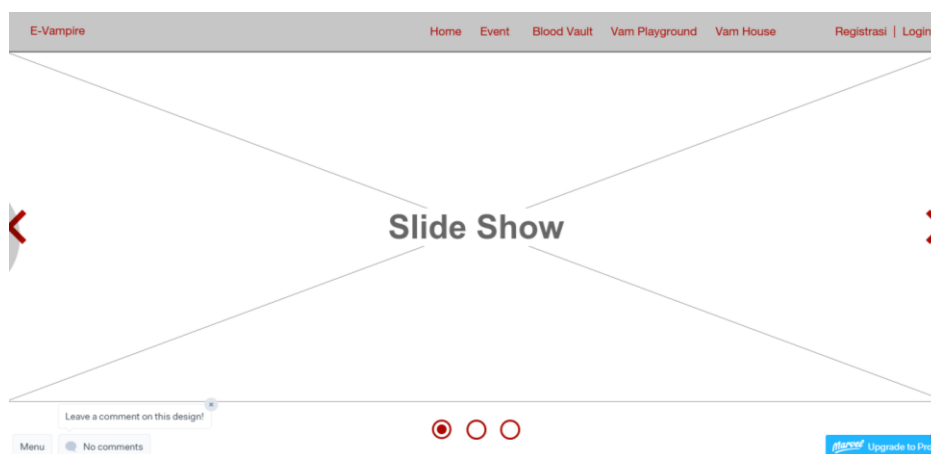 E-Vampire Home Event Blood Vault Vam Playground Vam House Registrasi | Login
Slide Show
Leave a comment on this design!
Menu No comments
marvel Upgrade to Pro